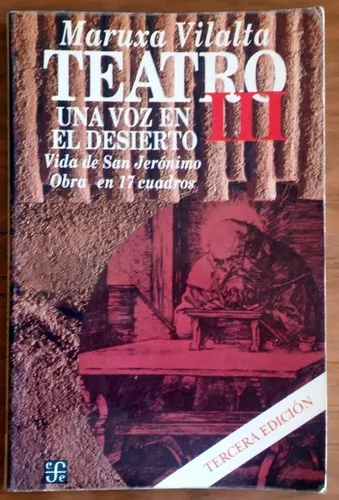 Maruxa Vilalta
TEATRO
III
UNA VOZ EN
EL DESIERTO
Vida de San Jerónimo
Obra en 17 cuadros
TERCERA EDICIÓN
cfe